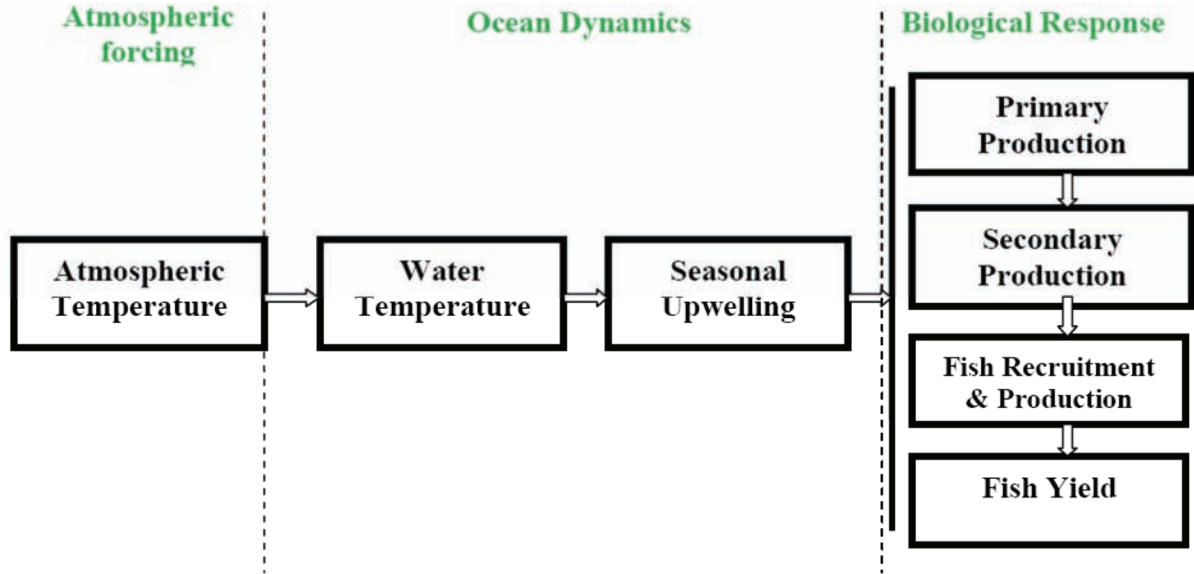 Atmospheric
forcing
Ocean Dynamics
Biological Response
Atmospheric
Temperature
Water
Temperature
Seasonal
Upwelling
Primary
Production
Secondary
Production
Fish Recruitment
& Production
Fish Yield